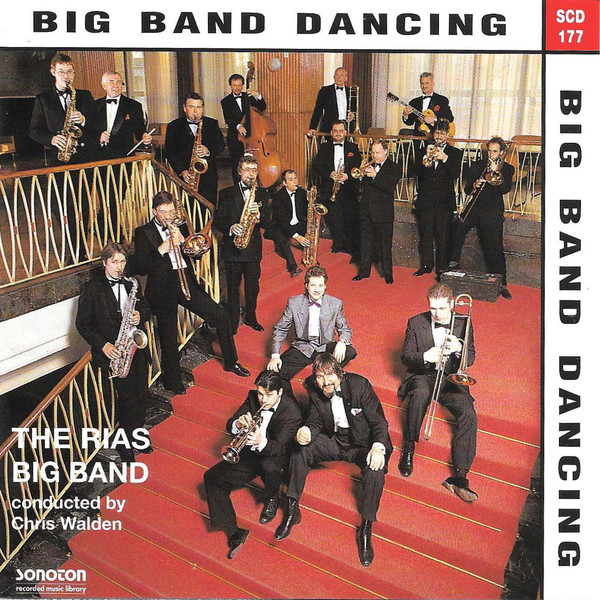 BIG BAND DANCING
SCD
177
BIG BAND DANCING
THE RIAS
BIG BAND
conducted by
Chris Walden
sonoton
recorded music library